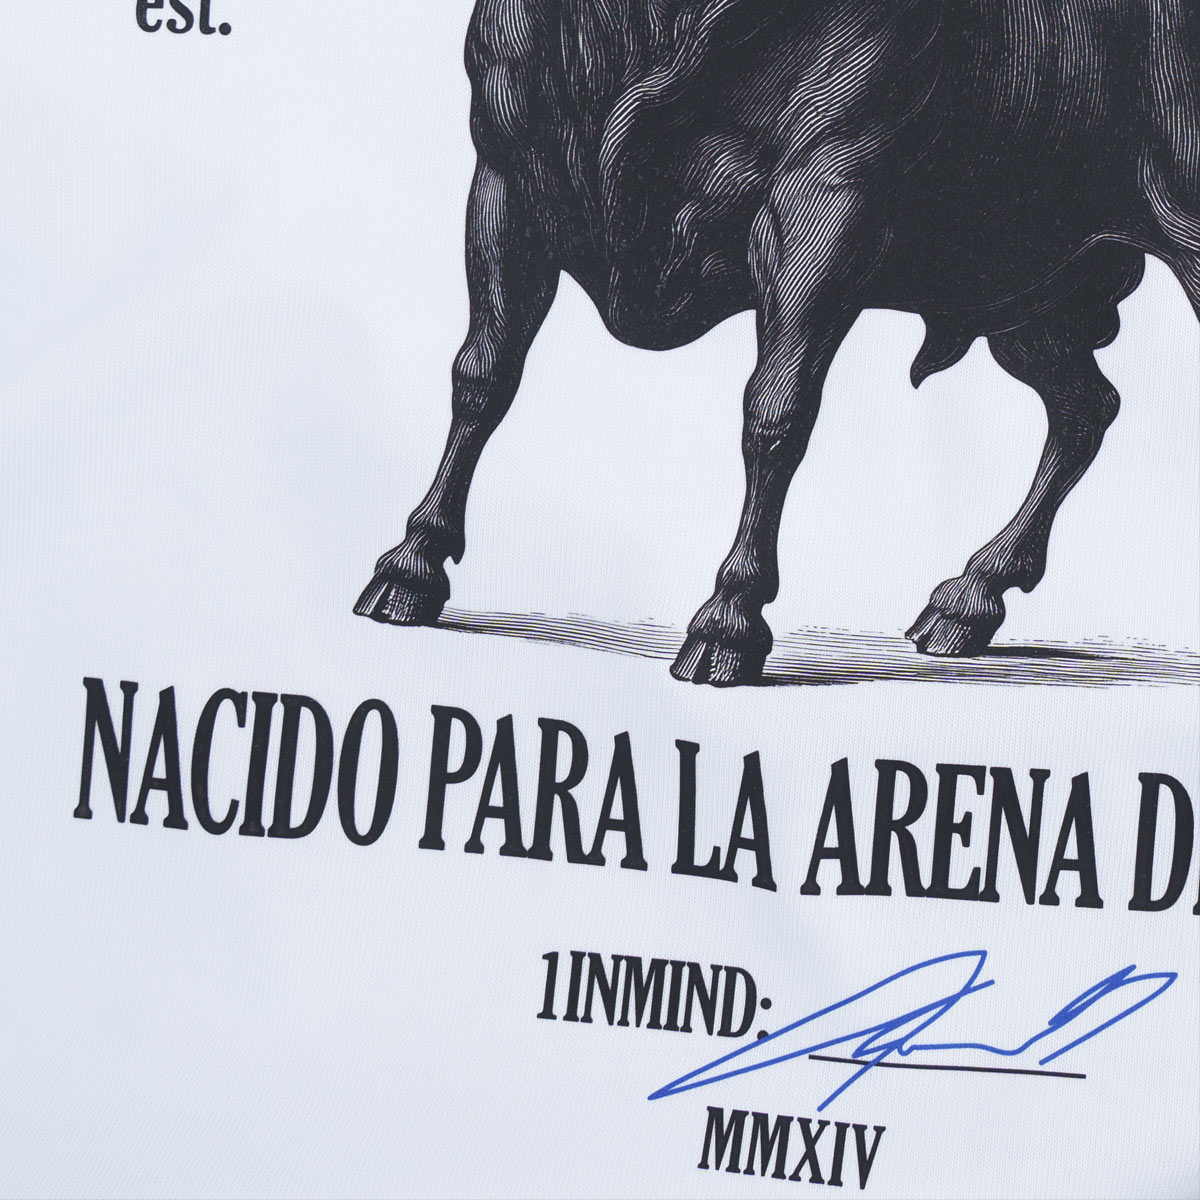 est.
NACIDO PARA LA ARENA
1INMIND:
MMXIV